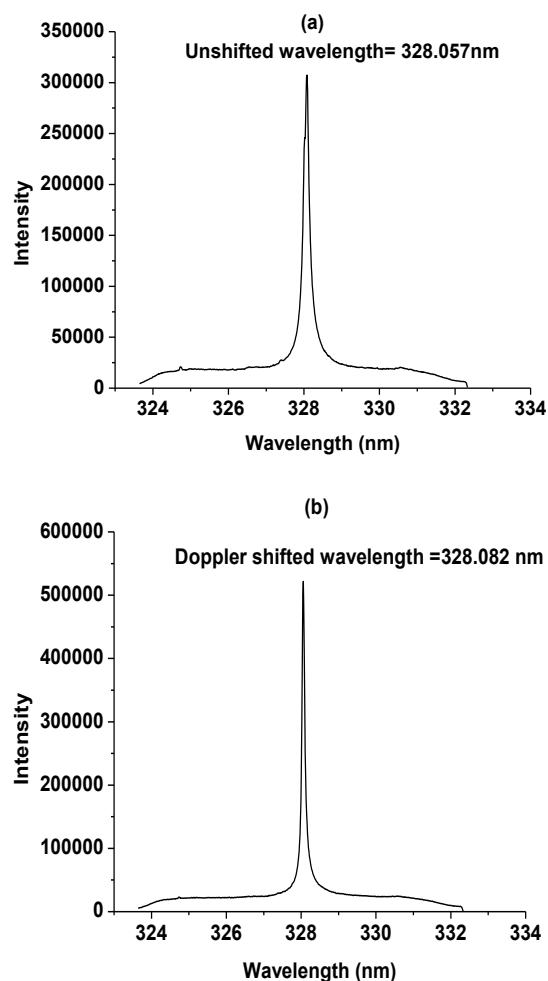 (a)
Unshifted wavelength= 328.057nm
350000
300000
250000
200000
150000
100000
50000
0
Intensity
324 326 328 330 332 334
Wavelength (nm)
(b)
Doppler shifted wavelength =328.082 nm
600000
500000
400000
300000
200000
100000
0
Intensity
324 326 328 330 332 334
Wavelength (nm)